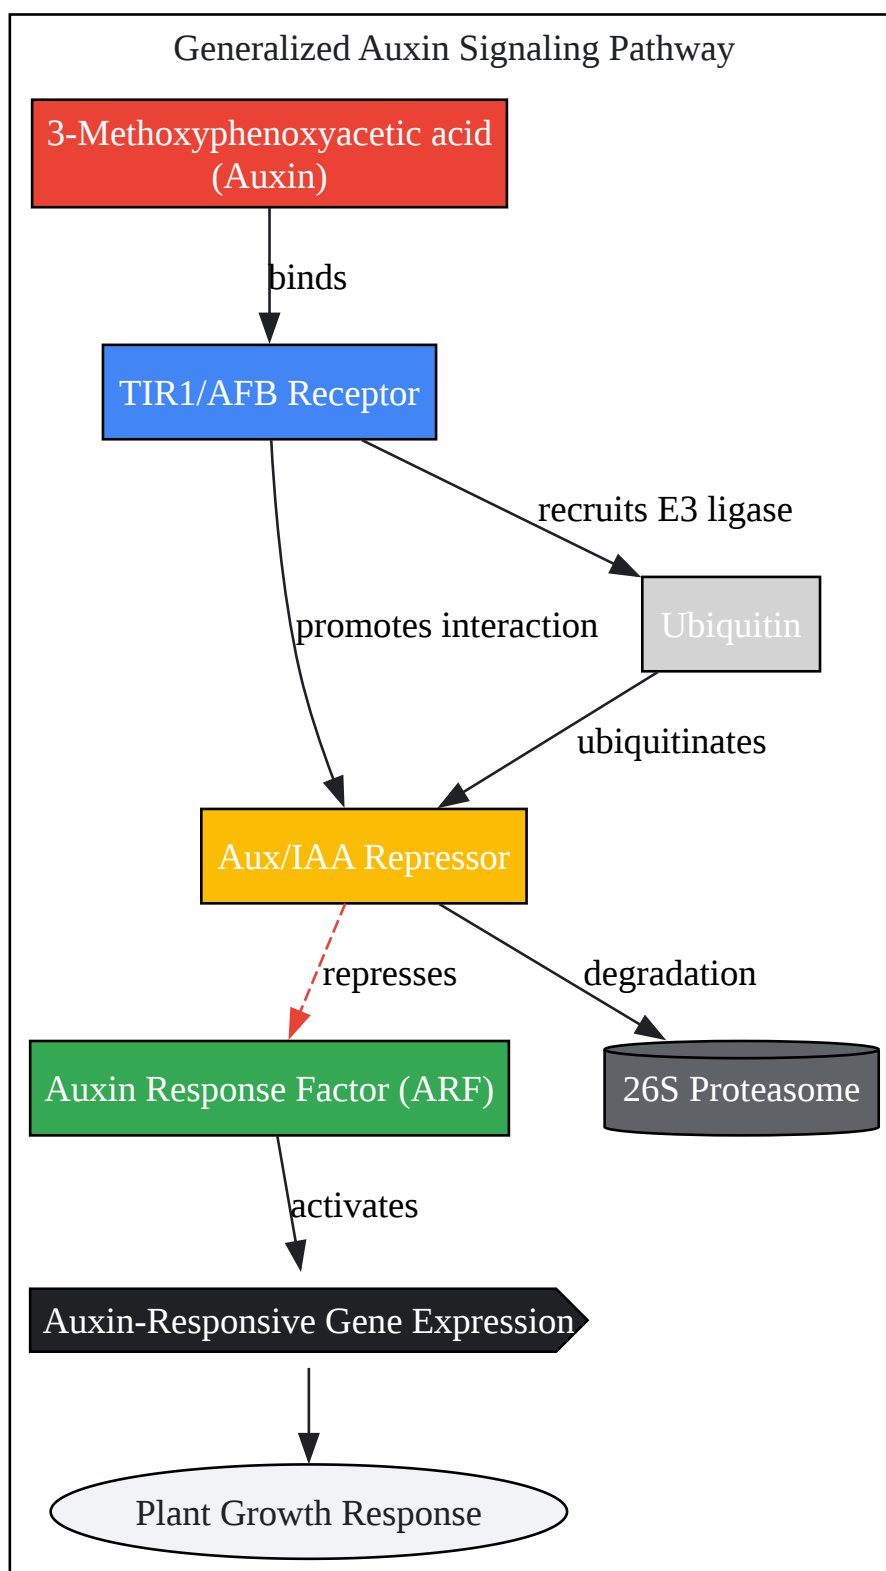 Generalized Auxin Signaling Pathway
3-Methoxyphenoxyacetic acid
(Auxin)
binds
TIR1/AFB Receptor
recruits E3 ligase
promotes interaction
Ubiquitin
ubiquitinates
Aux/IAA Repressor
represses
degradation
Auxin Response Factor (ARF)
26S Proteasome
activates
Auxin-Responsive Gene Expression
Plant Growth Response